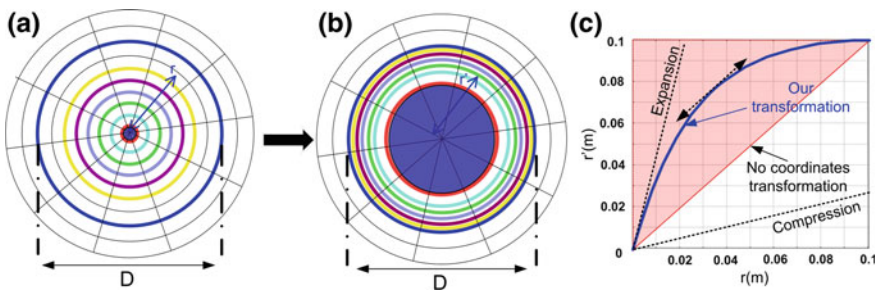 (a)
r
D
(b)
r'
D
(c)
r'(m)
0.1
0.08
0.06
0.04
0.02
0
Expansion
Our
transformation
No coordinates
transformation
Compression
0.02
0.04
0.06
0.08
0.1
r(m)